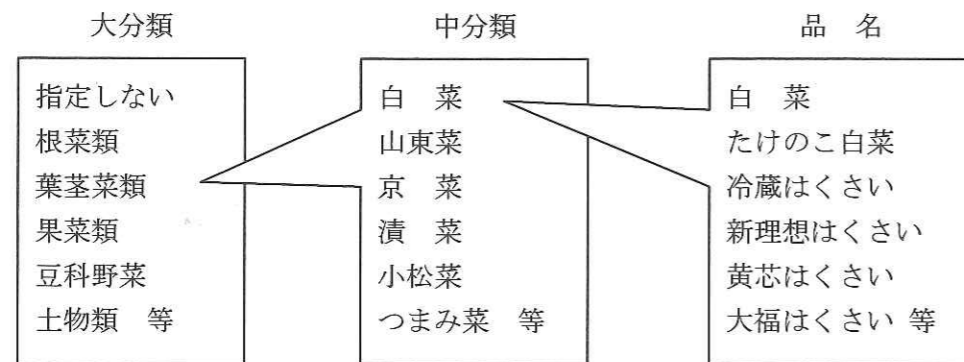 大分類
指定しない
根菜類
葉茎菜類
果菜類
豆科野菜
土物類 等
中分類
白 菜
山東菜
京 菜
漬 菜
小松菜
つまみ菜 等
品 名
白 菜
たけのこ白菜
冷蔵はくさい
新理想はくさい
黄芯はくさい
大福はくさい 等